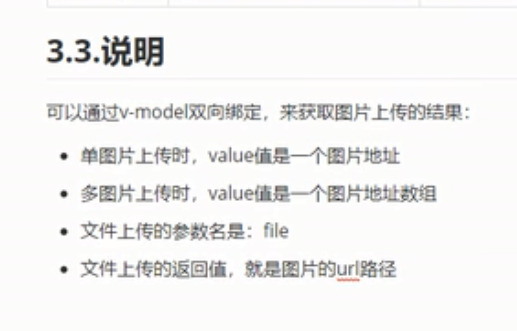 3.3.说明
可以通过v-model双向绑定，来获取图片上传的结果：
• 单图片上传时，value值是一个图片地址
• 多图片上传时，value值是一个图片地址数组
• 文件上传的参数名是：file
• 文件上传的返回值，就是图片的url路径